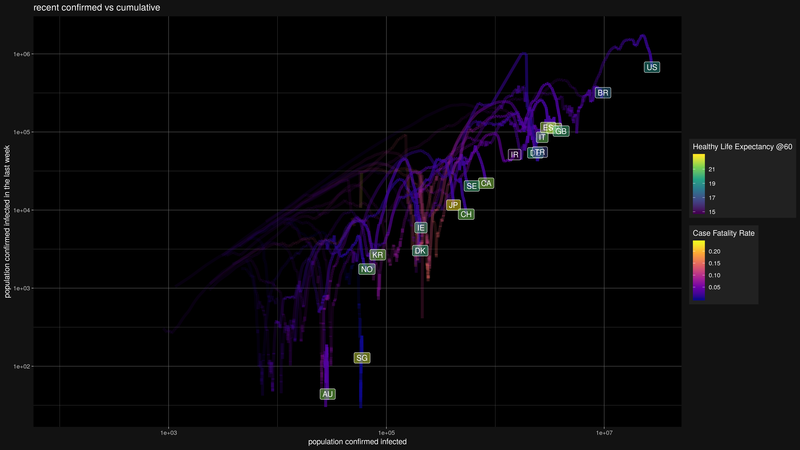 recent confirmed vs cumulative
population confirmed infected in the last week
1e+06
1e+05
1e+04
1e+03
1e+02
US
BR
ES
GB
IT
IR
TR
SE
CA
JP
CH
IE
DK
KR
NO
SG
AU
1e+03
1e+05
1e+07
population confirmed infected
Healthy Life Expectancy @60
21
19
17
15
Case Fatality Rate
0.20
0.15
0.10
0.05